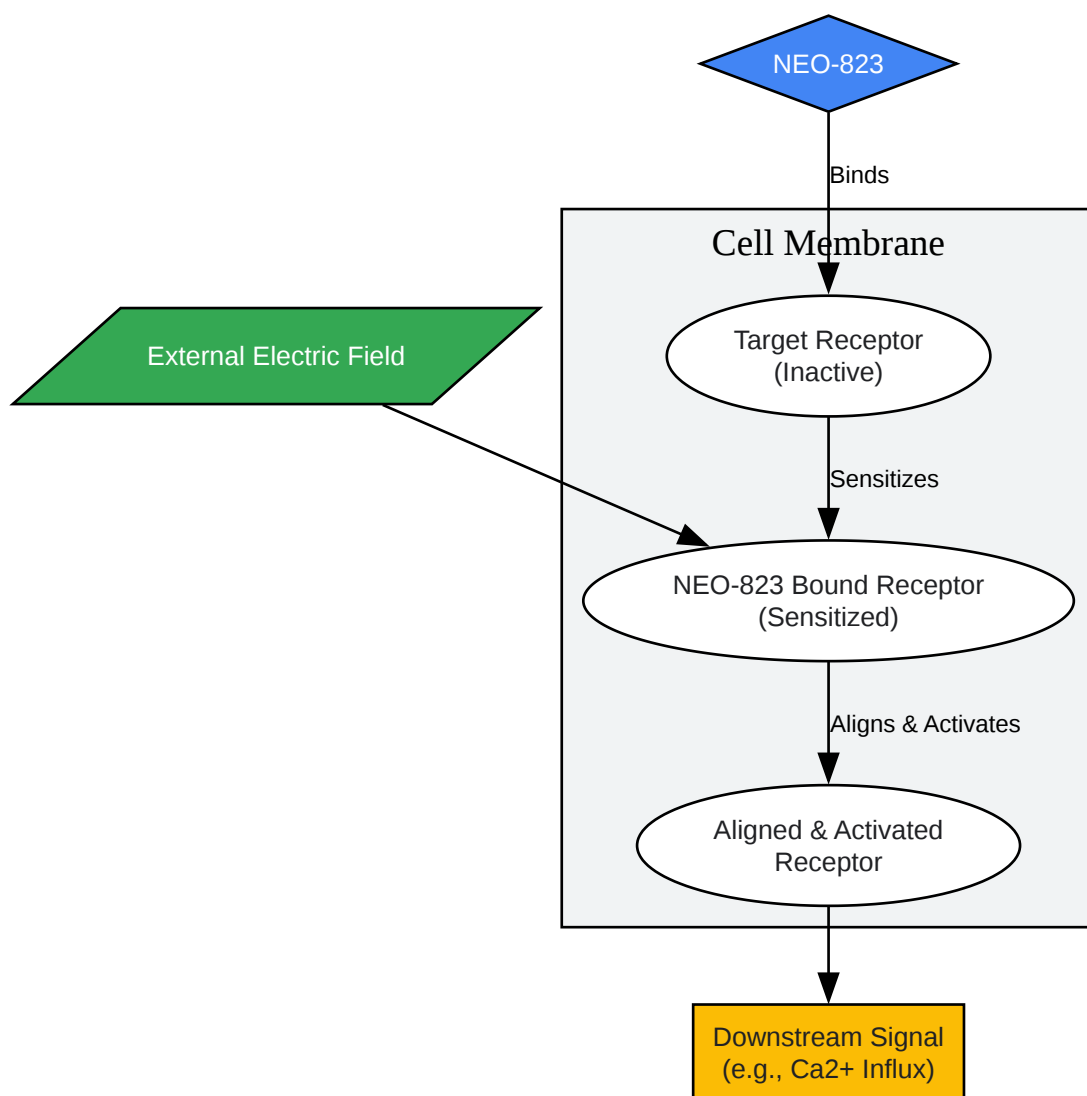 NEO-823
Binds
Cell Membrane
Target Receptor
(Inactive)
External Electric Field
Sensitizes
NEO-823 Bound Receptor
(Sensitized)
Aligns & Activates
Aligned & Activated
Receptor
Downstream Signal
(e.g., Ca2+ Influx)